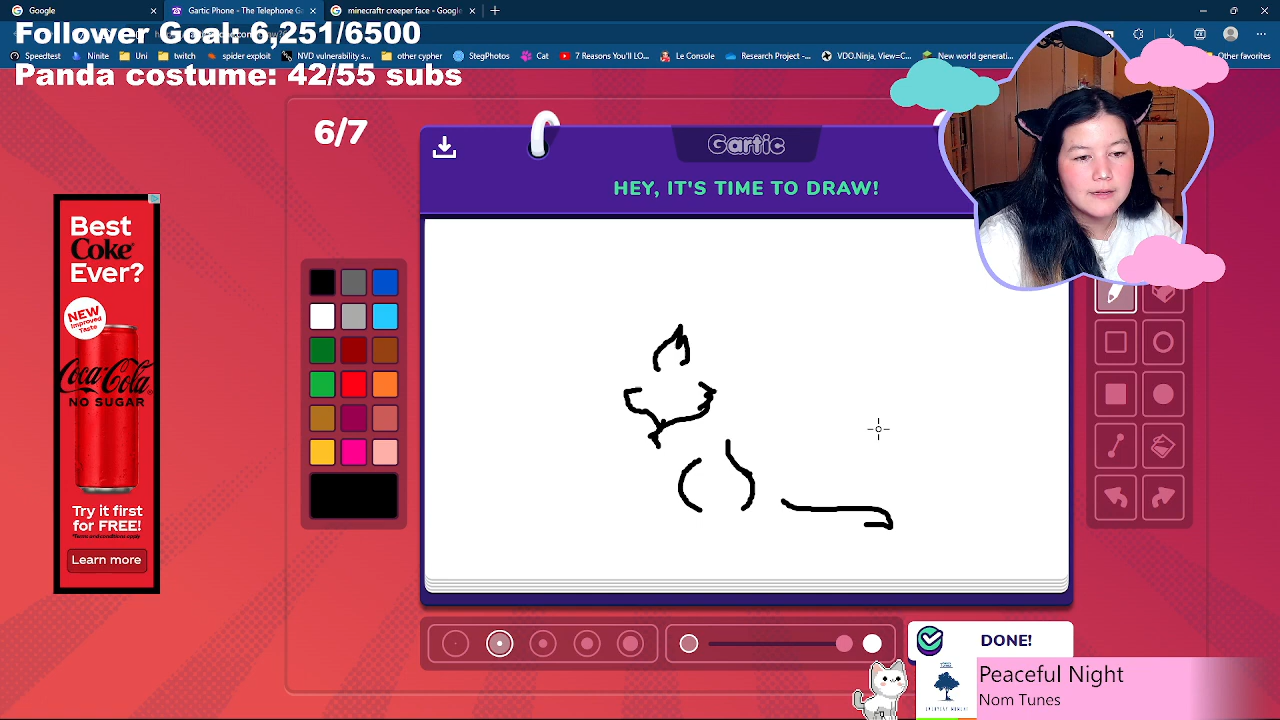 Google
Gartic Phone - The Telephone Ga
minecraftr creeper face - Google
Follower Goal: 6,251/6500
Speedtest
Ninite
Uni
twitch
spider exploit
NVD vulnerability s...
other cypher
StegPhotos
Cat
7 Reasons You'll LO...
Le Console
Research Project -...
VDO.Ninja, View=C...
New world generati...
Other favorites
Panda costume: 42/55 subs
6/7
Gartic
HEY, IT'S TIME TO DRAW!
Best
Coke
Ever?
NEW
Improved
Taste
Coca-Cola
NO SUGAR
Try it first
for FREE!
Learn more
DONE!
Peaceful Night
Nom Tunes